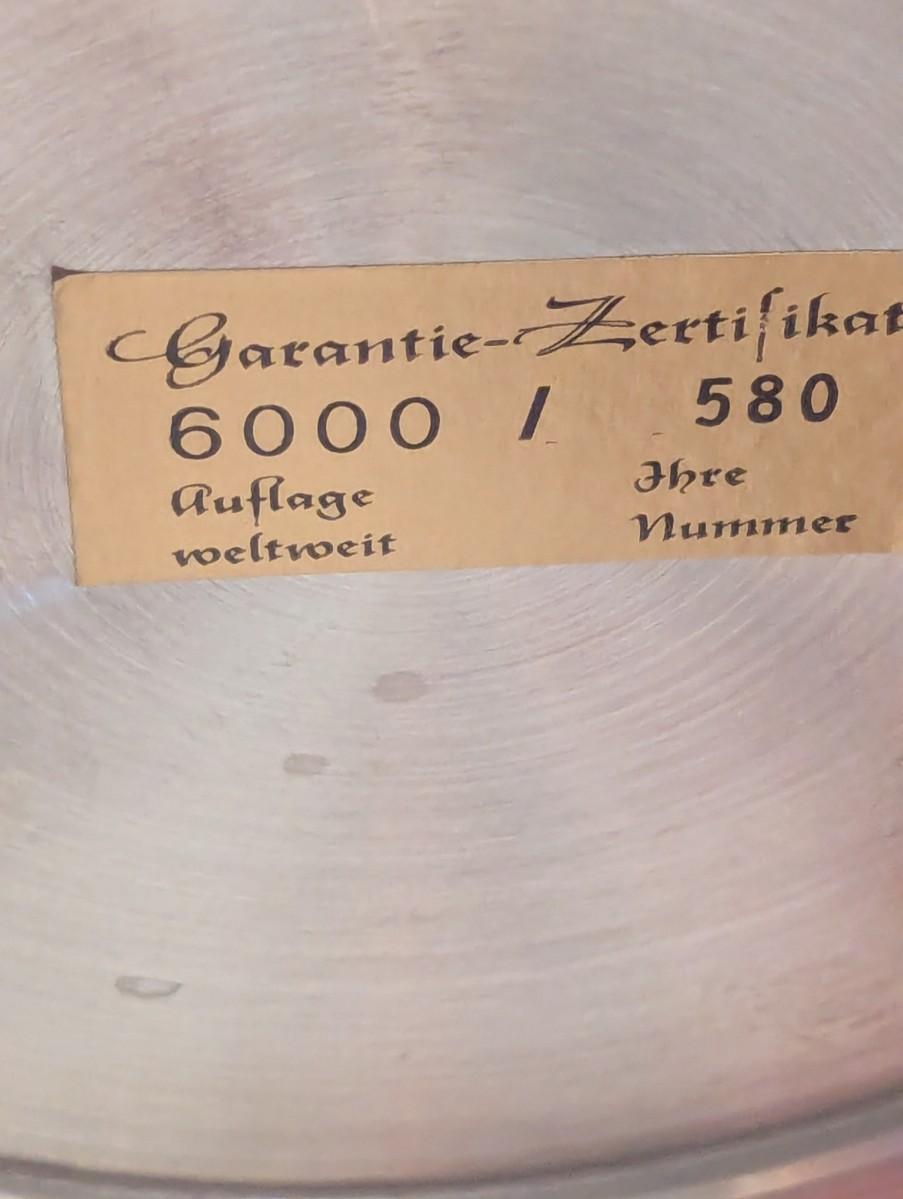 Garantie-Zertifikat
6000 / 580
Auflage Ihre
weltweit Nummer